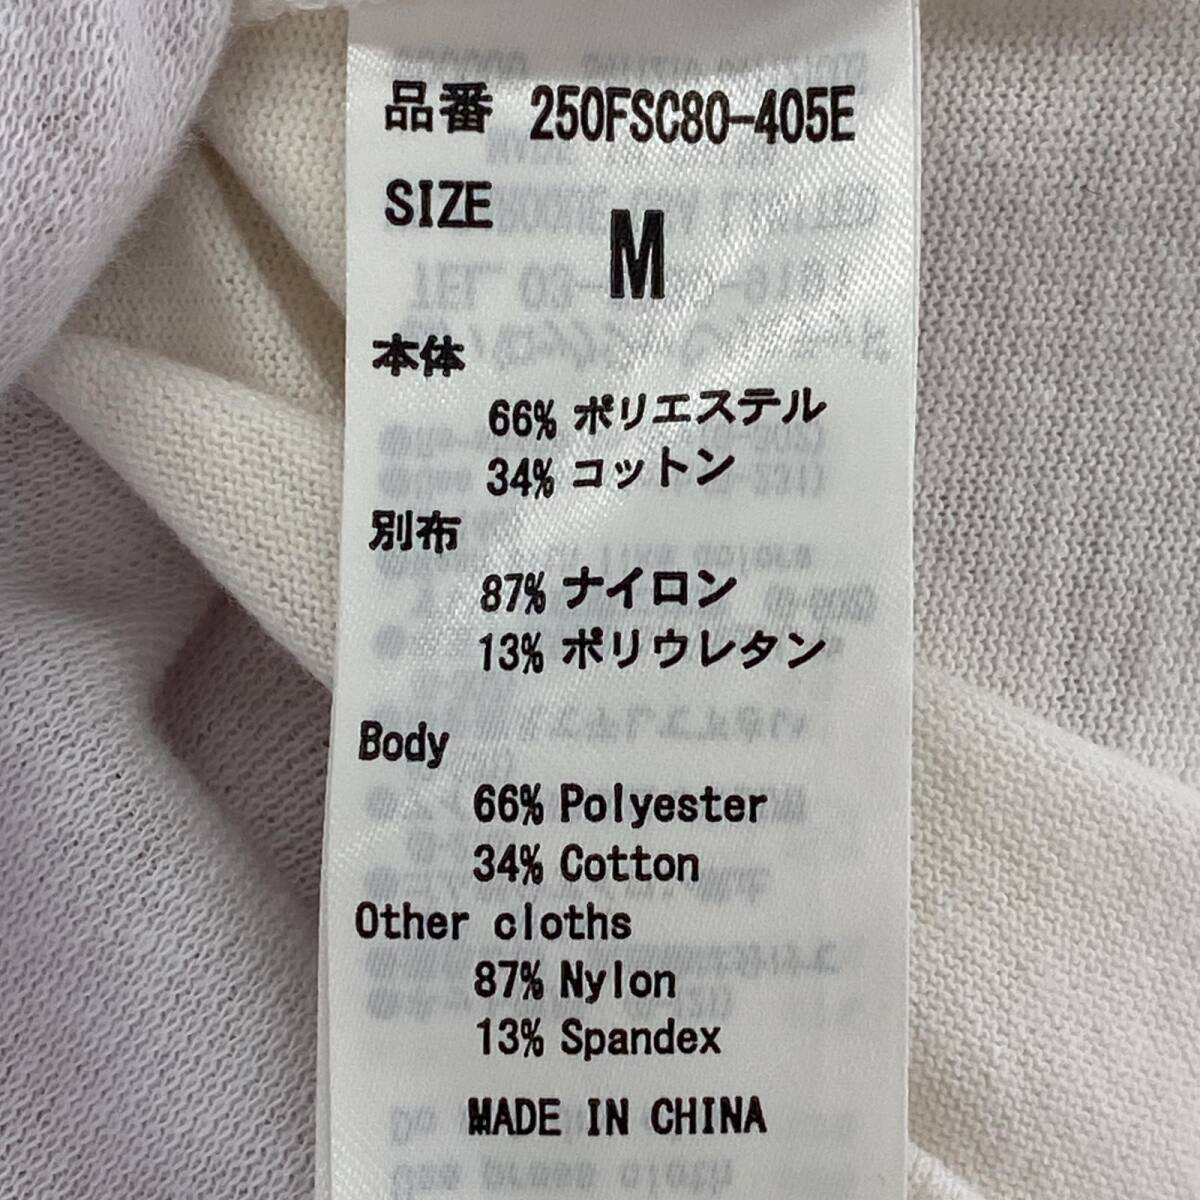 品番 250FSC80-405E
SIZE M
本体
66% ポリエステル
34% コットン
別布
87% ナイロン
13% ポリウレタン
Body
66% Polyester
34% Cotton
Other cloths
87% Nylon
13% Spandex
MADE IN CHINA